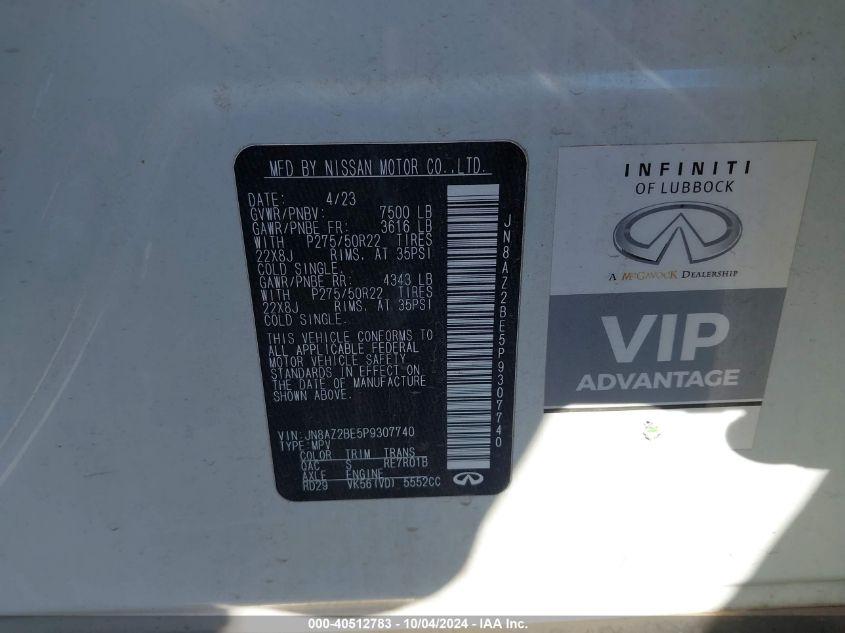 MFD BY NISSAN MOTOR CO.,LTD.
DATE: 4/23
GVWR/PNBV: 7500 LB
GAWR/PNBE FR: 3616 LB
WITH P275/50R22 TIRES
22X8J RIMS. AT 35PSI
COLD SINGLE.
GAWR/PNBE RR: 4343 LB
WITH P275/50R22 TIRES
22X8J RIMS. AT 35PSI
COLD SINGLE.
THIS VEHICLE CONFORMS TO
ALL APPLICABLE FEDERAL
MOTOR VEHICLE SAFETY
STANDARDS IN EFFECT ON
THE DATE OF MANUFACTURE
SHOWN ABOVE.
VIN:JN8AZ2BE5P9307740
TYPE:MPV
COLOR TRIM TRANS
QAC S RE7R01B
AXLE ENGINE
RD29 VK56(VD) 5552CC
JN8AZ2BE5P9307740
INFINITI
OF LUBBOCK
A MCGAVOCK DEALERSHIP
VIP
ADVANTAGE
000-40512783 - 10/04/2024 - IAA Inc.